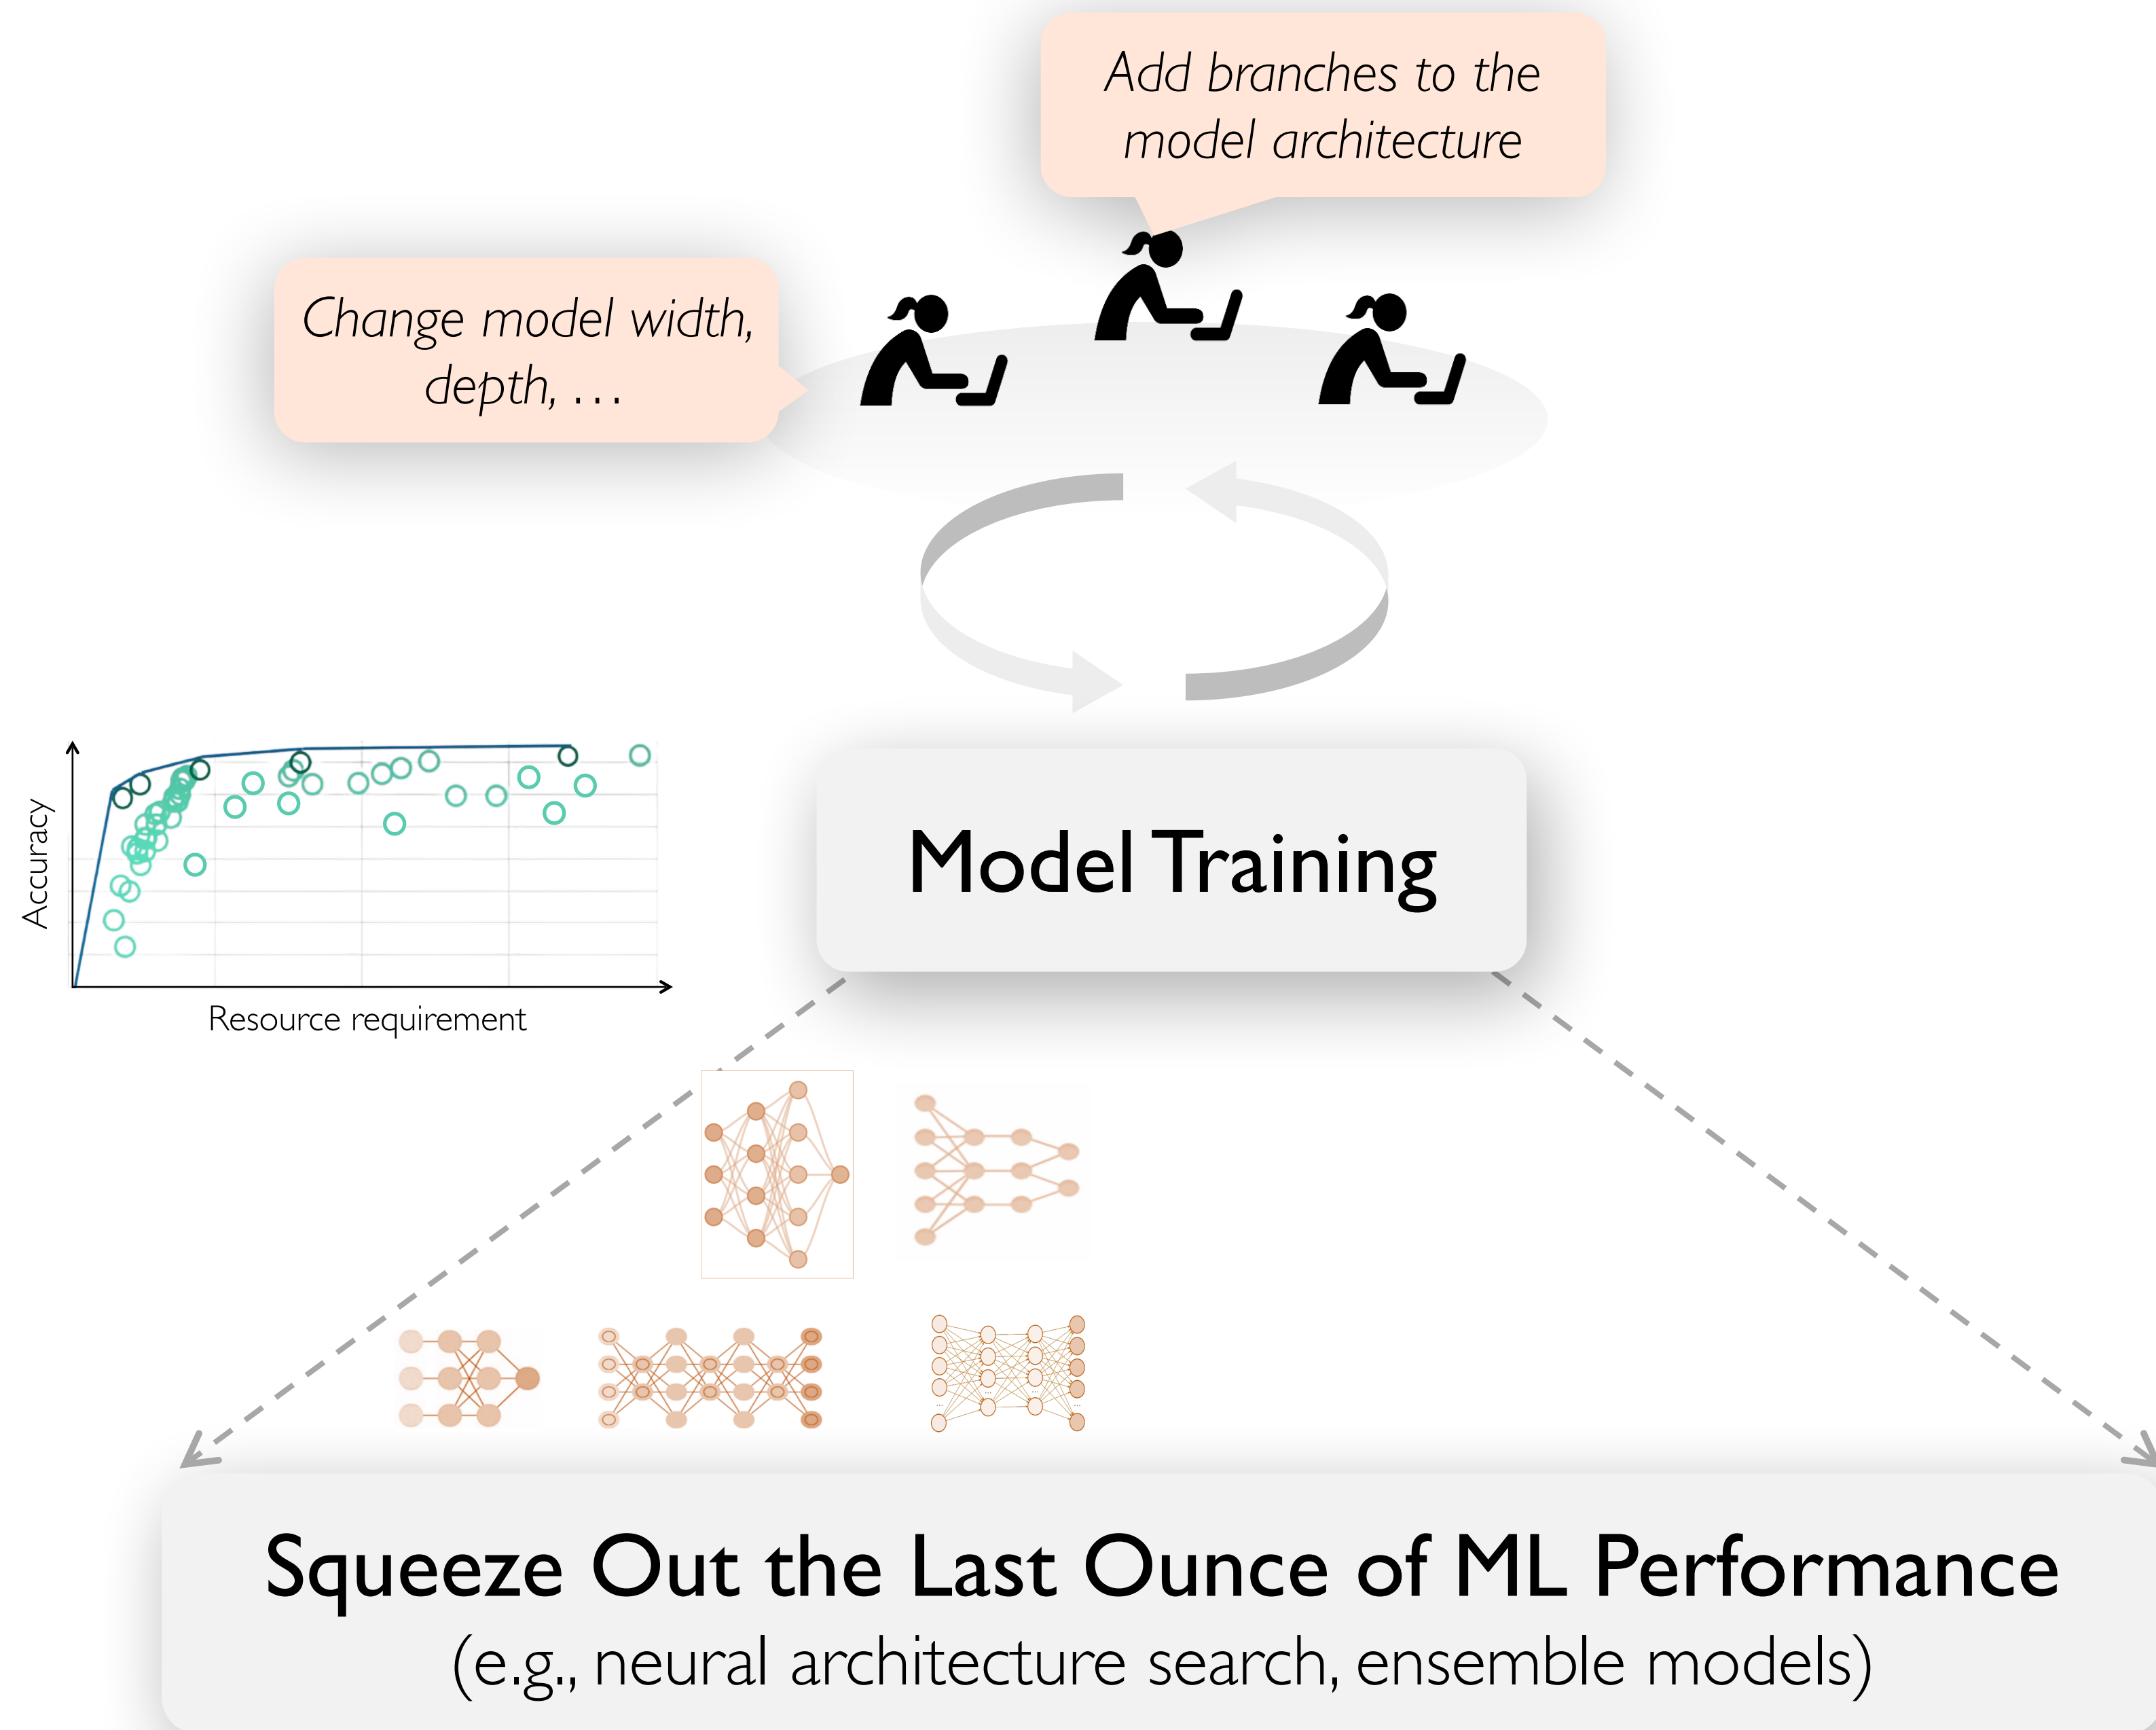 Add branches to the
model architecture
Change model width,
depth, …
Accuracy
Resource requirement
Model Training
Squeeze Out the Last Ounce of ML Performance
(e.g., neural architecture search, ensemble models)